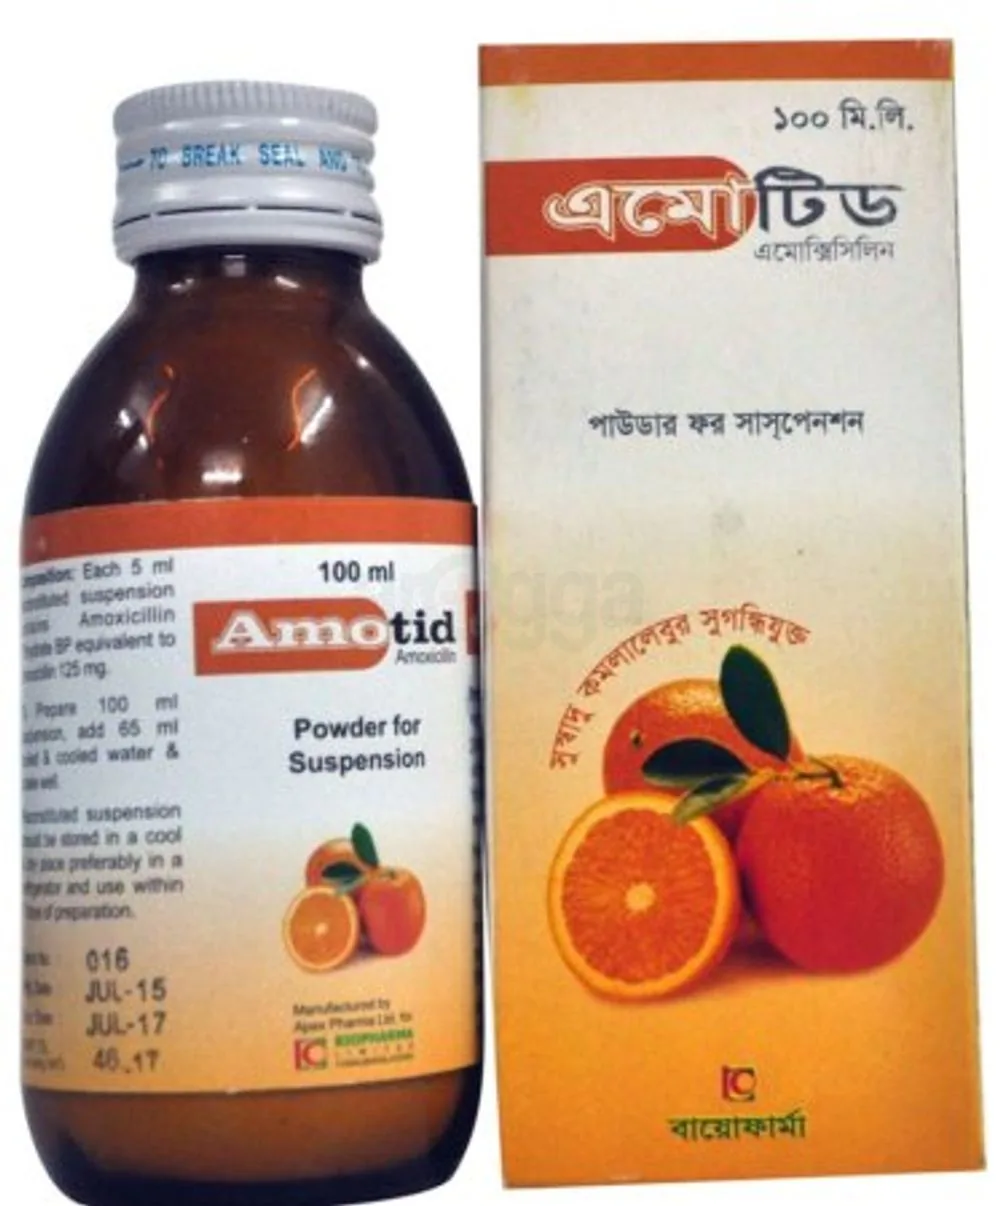 TO BREAK SEAL AND
Each 5 ml
suspension
Amoxicillin
BP equivalent to
125 mg.
Prepare 100 ml
add 65 ml
& cooled water &
well.
suspension
be stored in a cool
place preferably in a
and use within
of preparation.
016
JUL-15
JUL-17
46.17
100 ml
Amotid
Amoxicillin
Powder for
Suspension
Manufactured by
Apex Pharma Ltd. for
BIOPHARMA
LIMITED
১০০ মি.লি.
এমোটিড
এমোক্সিসিলিন
পাউডার ফর সাস্পেনশন
সুস্বাদু কমলালেবুর সুগন্ধিযুক্ত
বায়োফার্মা